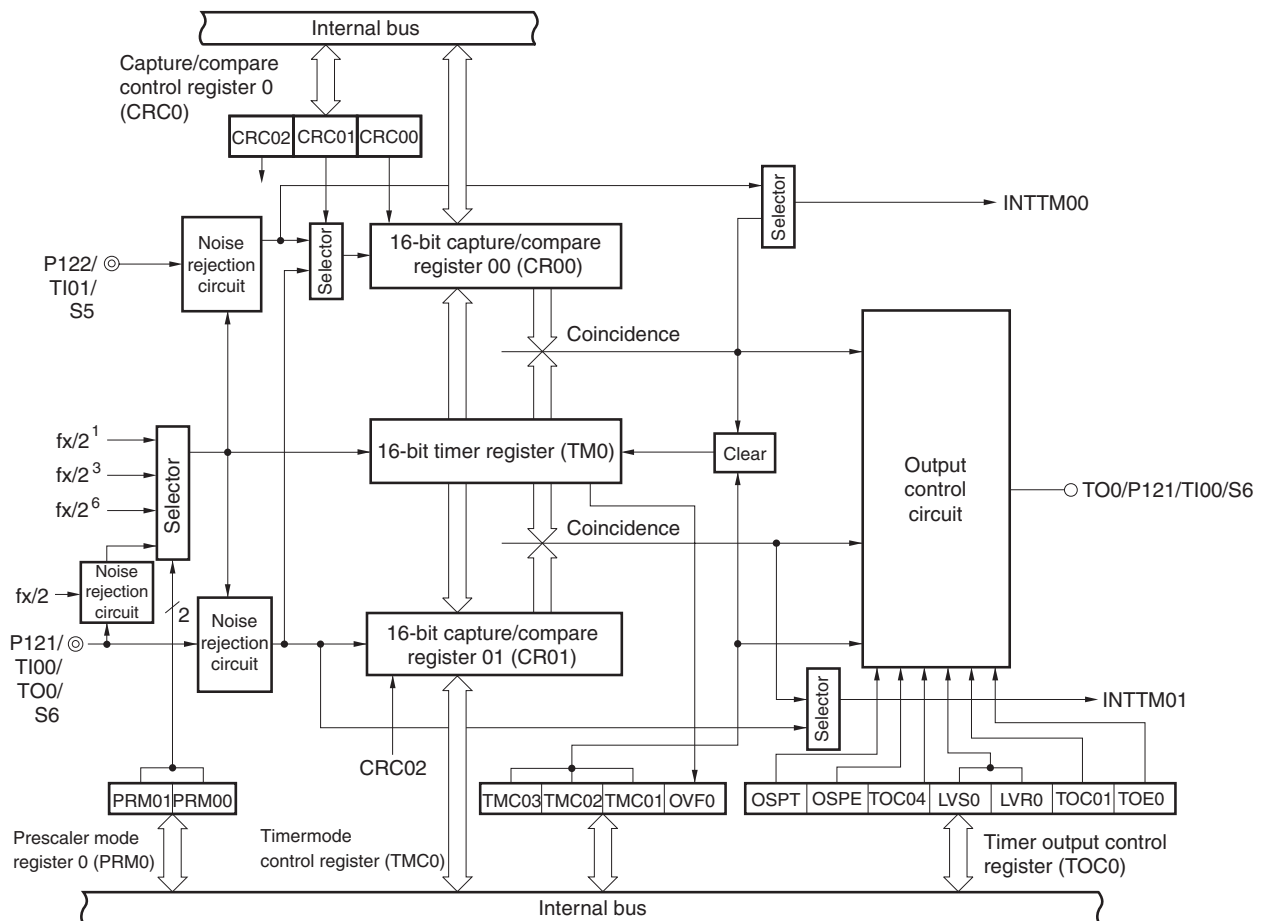 Internal bus
Capture/compare
control register 0
(CRC0)
CRC02 CRC01 CRC00
Selector
INTTM00
Noise
rejection
circuit
P122/
TI01/
S5
Selector
16-bit capture/compare
register 00 (CR00)
Coincidence
fx/2^1
fx/2^3
fx/2^6
Selector
16-bit timer register (TM0)
Clear
Output
control
circuit
TO0/P121/TI00/S6
Coincidence
fx/2
Noise
rejection
circuit
2
P121/
TI00/
TO0/
S6
Noise
rejection
circuit
16-bit capture/compare
register 01 (CR01)
Selector
INTTM01
CRC02
PRM01 PRM00
TMC03 TMC02 TMC01 OVF0
OSPT OSPE TOC04 LVS0 LVR0 TOC01 TOE0
Prescaler mode
register 0 (PRM0)
Timermode
control register (TMC0)
Timer output control
register (TOC0)
Internal bus